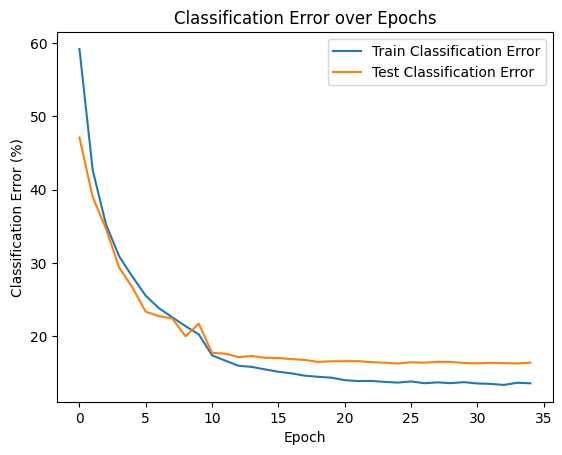 Classification Error over Epochs
Train Classification Error
Test Classification Error
Classification Error (%)
60
50
40
30
20
0
5
10
15
20
25
30
35
Epoch